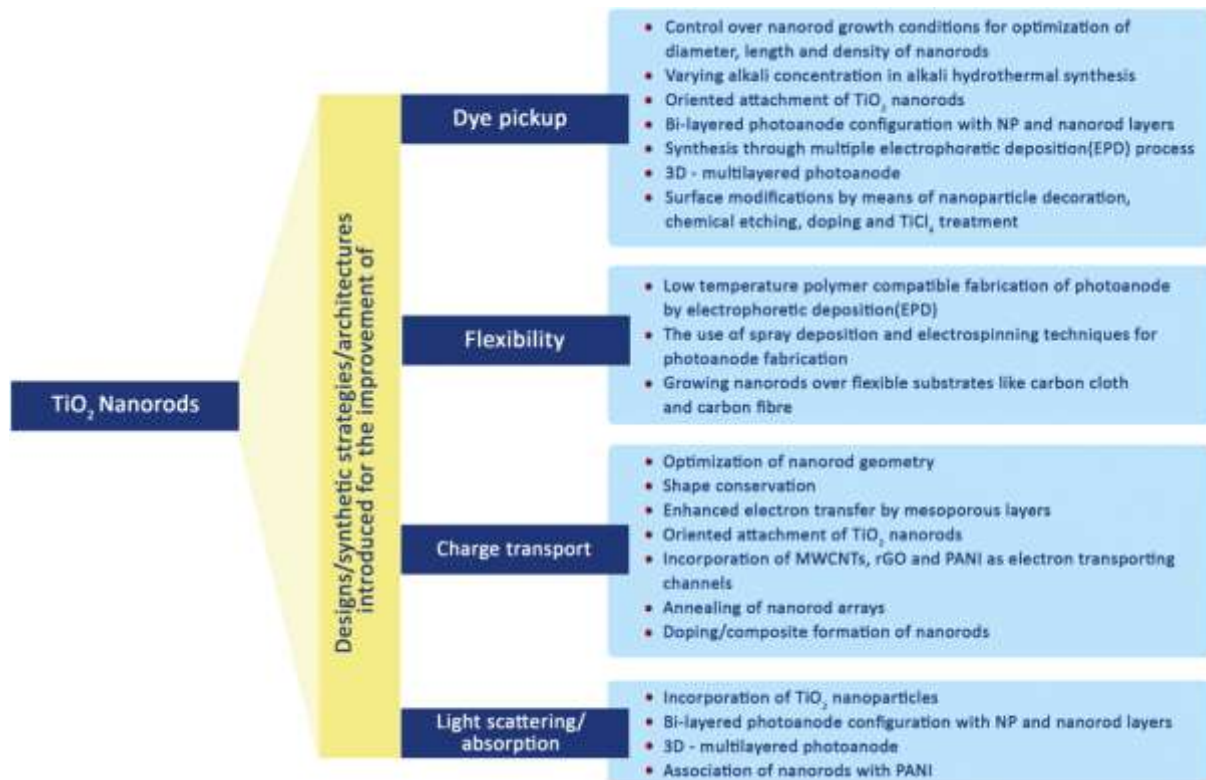 TiO₂ Nanorods
Designs/synthetic strategies/architectures
introduced for the improvement of
Dye pickup
• Control over nanorod growth conditions for optimization of
diameter, length and density of nanorods
• Varying alkali concentration in alkali hydrothermal synthesis
• Oriented attachment of TiO₂ nanorods
• Bi-layered photoanode configuration with NP and nanorod layers
• Synthesis through multiple electrophoretic deposition(EPD) process
• 3D - multilayered photoanode
• Surface modifications by means of nanoparticle decoration,
chemical etching, doping and TiCl₄ treatment
Flexibility
• Low temperature polymer compatible fabrication of photoanode
by electrophoretic deposition(EPD)
• The use of spray deposition and electrospinning techniques for
photoanode fabrication
• Growing nanorods over flexible substrates like carbon cloth
and carbon fibre
Charge transport
• Optimization of nanorod geometry
• Shape conservation
• Enhanced electron transfer by mesoporous layers
• Oriented attachment of TiO₂ nanorods
• Incorporation of MWCNTs, rGO and PANI as electron transporting
channels
• Annealing of nanorod arrays
• Doping/composite formation of nanorods
Light scattering/
absorption
• Incorporation of TiO₂ nanoparticles
• Bi-layered photoanode configuration with NP and nanorod layers
• 3D - multilayered photoanode
• Association of nanorods with PANI